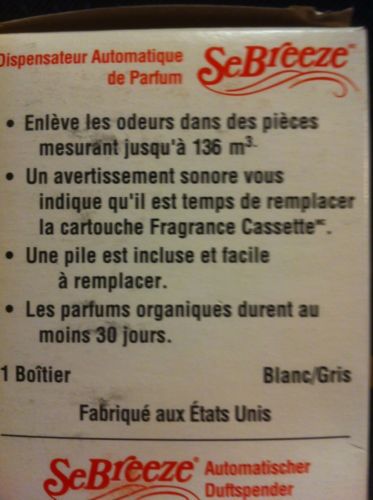 Dispensateur Automatique
de Parfum
SeBreeze™
• Enlève les odeurs dans des pièces
mesurant jusqu'à 136 m³.
• Un avertissement sonore vous
indique qu'il est temps de remplacer
la cartouche Fragrance Cassette.
• Une pile est incluse et facile
à remplacer.
• Les parfums organiques durent au
moins 30 jours.
1 Boîtier Blanc/Gris
Fabriqué aux États Unis
SeBreeze® Automatischer
Duftspender